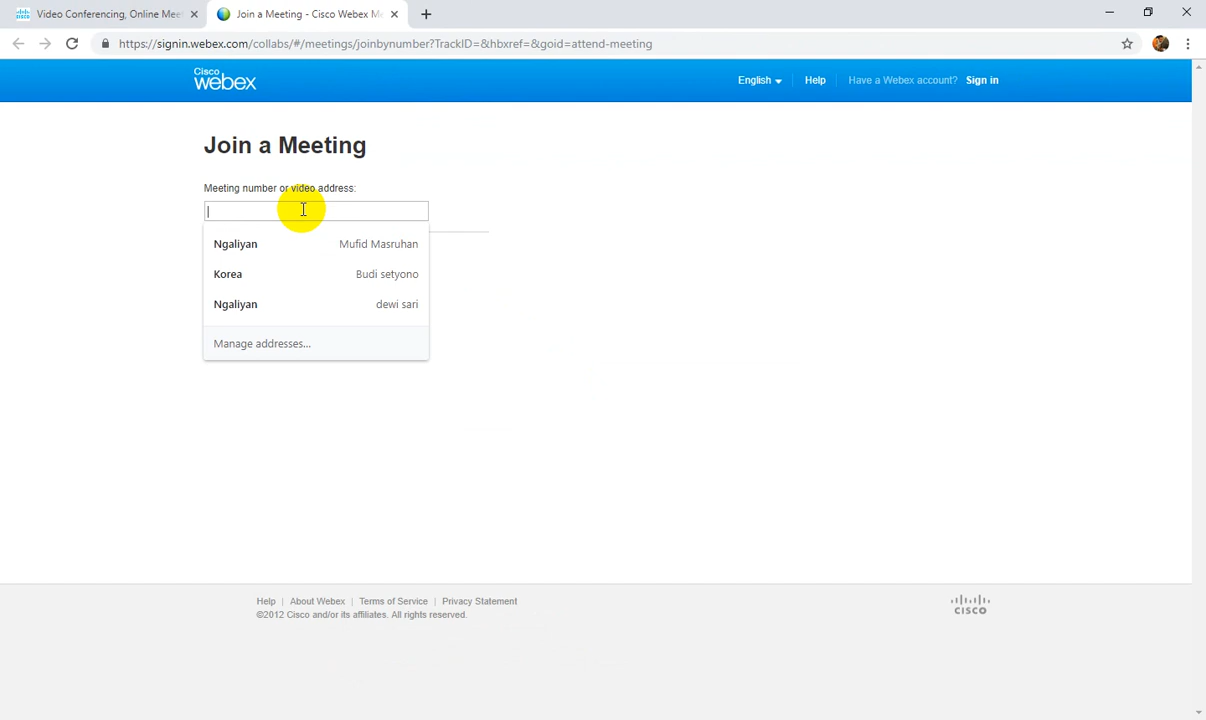 Video Conferencing, Online Mee
Join a Meeting - Cisco Webex Me
https://signin.webex.com/collabs/#/meetings/joinbynumber?TrackID=&hbxref=&goid=attend-meeting
Cisco
webex
English
Help
Have a Webex account?
Sign in
Join a Meeting
Meeting number or video address:
Ngaliyan Mufid Masruhan
Korea Budi setyono
Ngaliyan dewi sari
Manage addresses...
Help | About Webex | Terms of Service | Privacy Statement
©2012 Cisco and/or its affiliates. All rights reserved.
CISCO